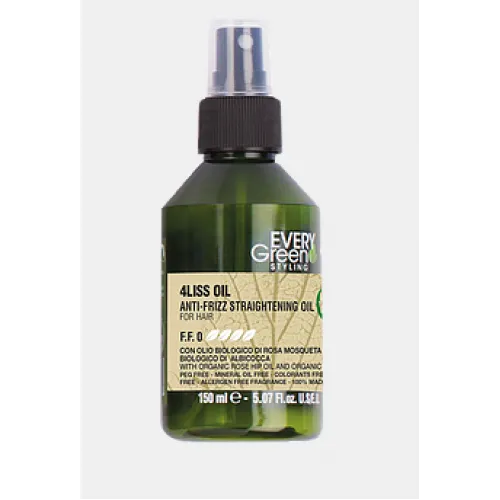 EVERY
Green
STYLING
4LISS OIL
ANTI-FRIZZ STRAIGHTENING OIL
FOR HAIR
F.F. 0
CON OLIO BIOLOGICO DI ROSA MOSQUETA
BIOLOGICO DI ALBICOCCA
WITH ORGANIC ROSE HIP OIL AND ORGANIC
PEG FREE - MINERAL OIL FREE - COLORANTS FRE
FREE - ALLERGEN FREE FRAGRANCE - 100% MAD
150 ml e - 5.07 Fl. oz. U.S.E.L